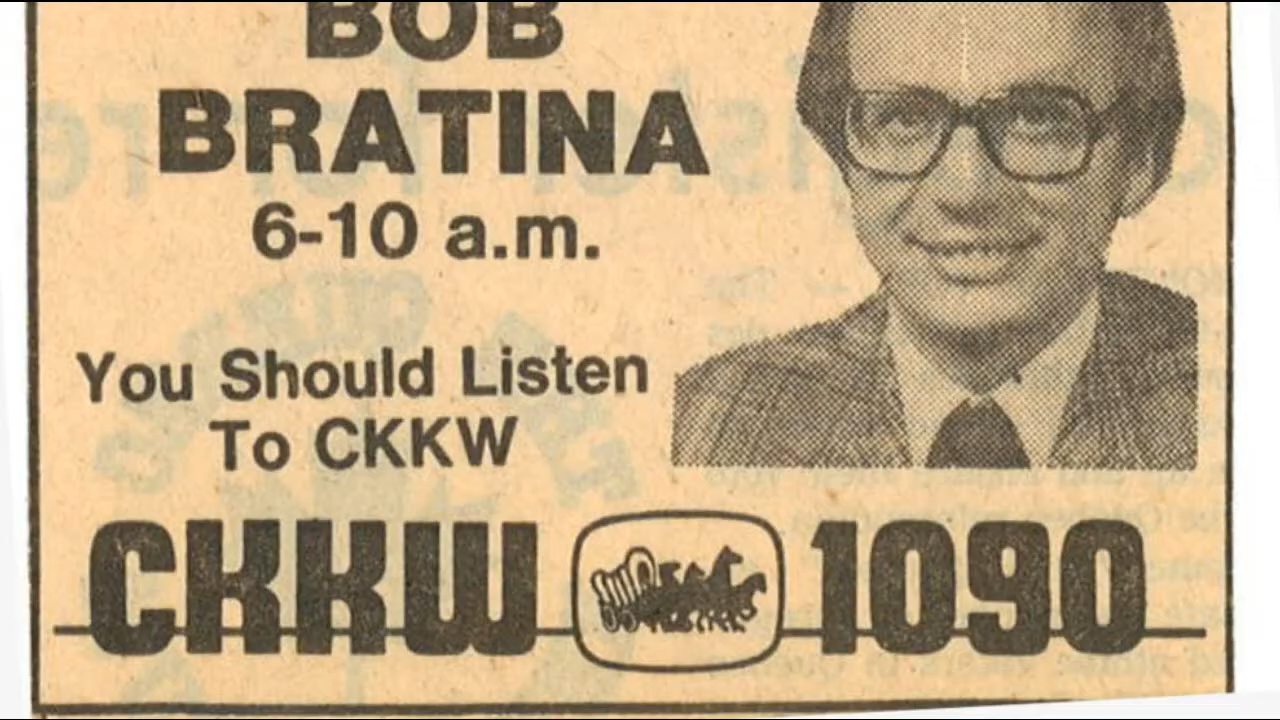 BOB
BRATINA
6-10 a.m.
You Should Listen
To CKKW
CKKW 1090